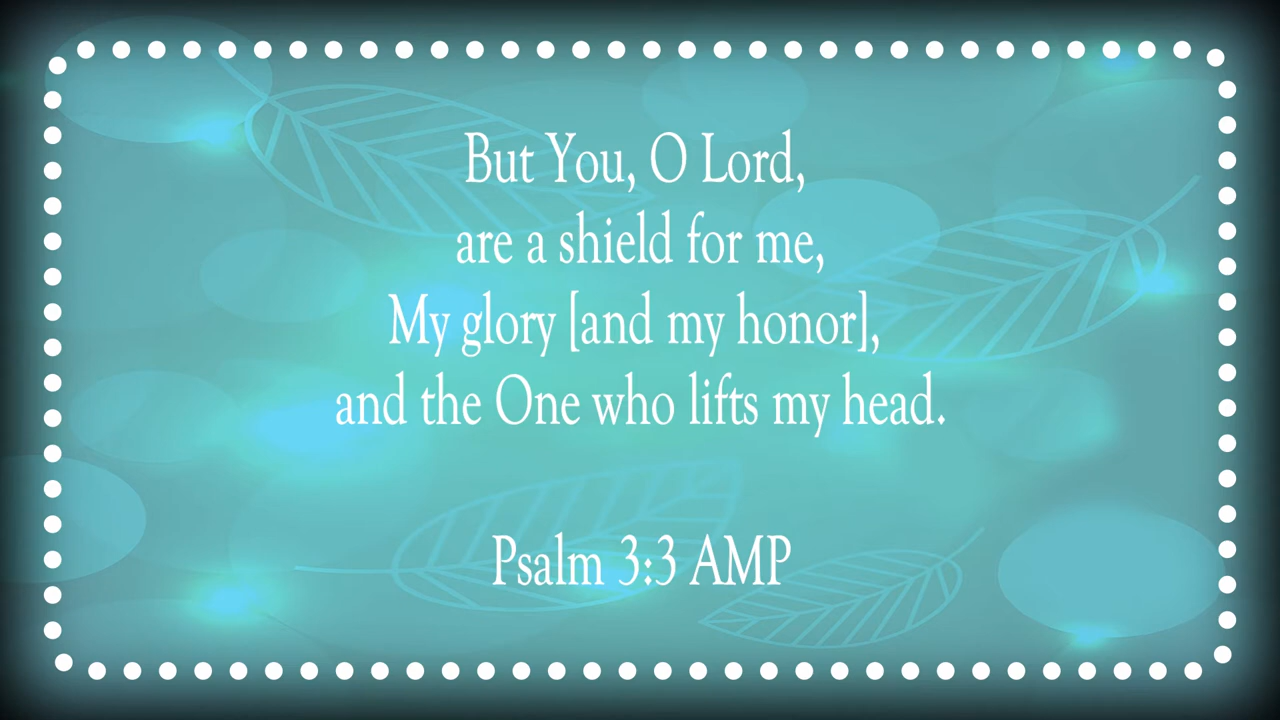 But You, O Lord,
are a shield for me,
My glory [and my honor],
and the One who lifts my head.
Psalm 3:3 AMP